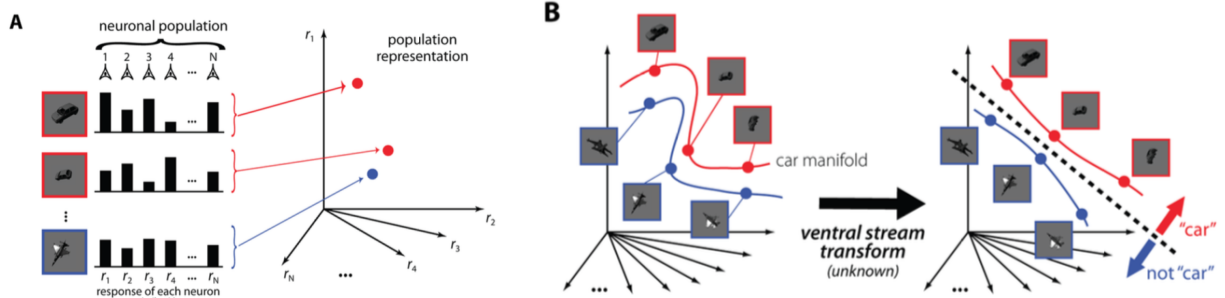 A
neuronal population
1 2 3 4 ... N
...
...
...
r1 r2 r3 r4 ... rN
response of each neuron
r1
population
representation
r2
r3
r4
rN
...
B
car manifold
ventral stream
transform
(unknown)
...
"car"
not "car"
...